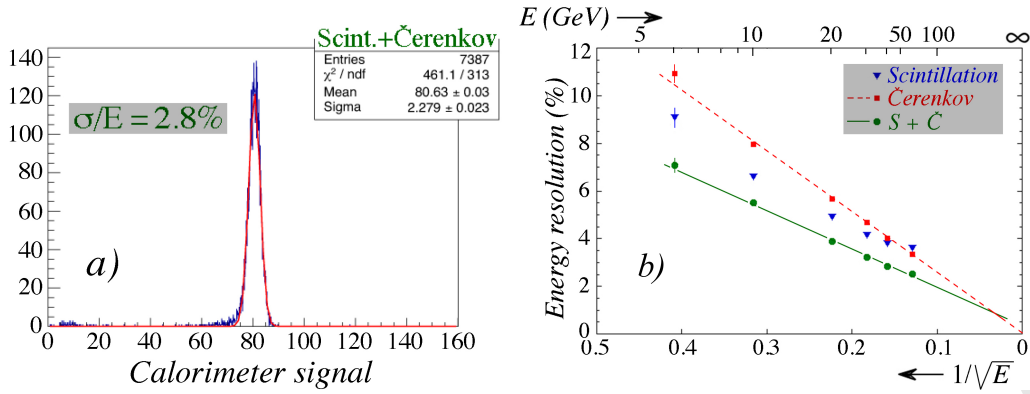 Scint.+Čerenkov
Entries 7387
χ² / ndf 461.1 / 313
Mean 80.63 ± 0.03
Sigma 2.279 ± 0.023
σ/E = 2.8%
a)
140
120
100
80
60
40
20
0
0 20 40 60 80 100 120 140 160
Calorimeter signal
E (GeV)
5 10 20 50 100 ∞
Energy resolution (%)
12
10
8
6
4
2
0
Scintillation
Čerenkov
S + Č
b)
0.5 0.4 0.3 0.2 0.1 0
1/√E